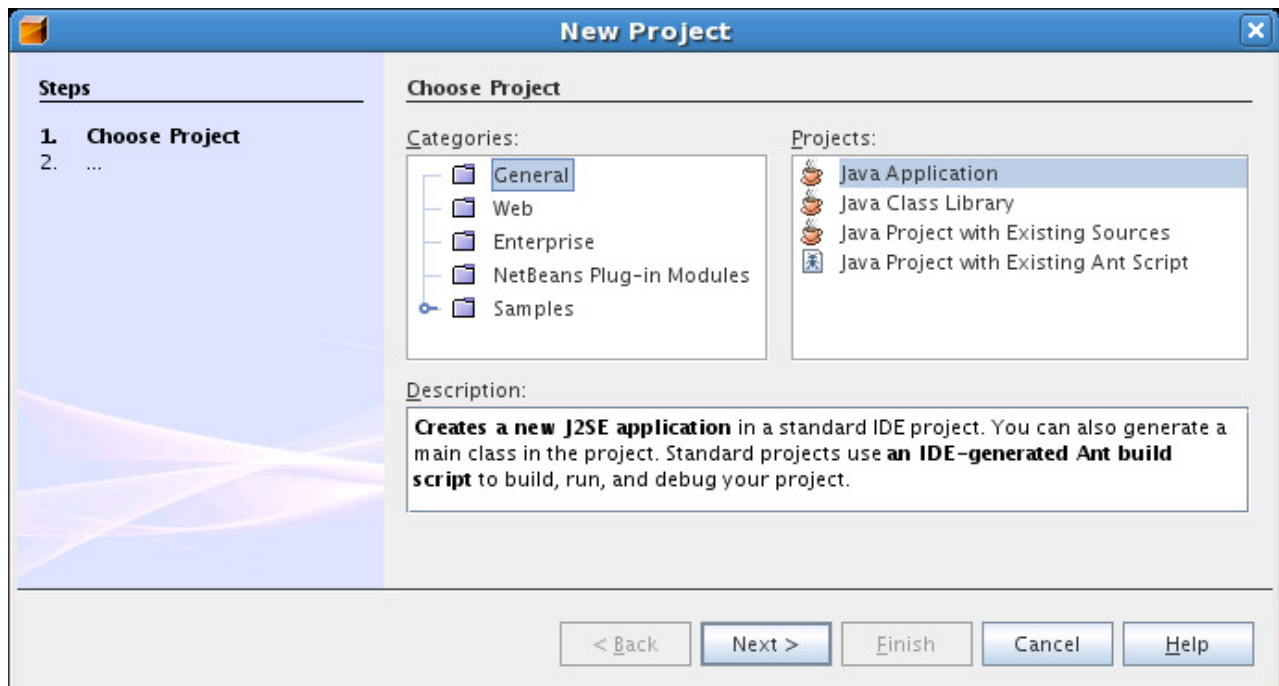 New Project
Steps
1. Choose Project
2. ...
Choose Project
Categories:
General
Web
Enterprise
NetBeans Plug-in Modules
Samples
Projects:
Java Application
Java Class Library
Java Project with Existing Sources
Java Project with Existing Ant Script
Description:
Creates a new J2SE application in a standard IDE project. You can also generate a
main class in the project. Standard projects use an IDE-generated Ant build
script to build, run, and debug your project.
< Back
Next >
Finish
Cancel
Help